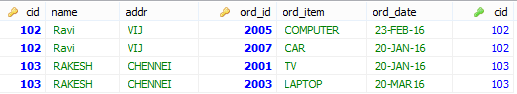 cid name addr ord_id ord_item ord_date cid
102 Ravi VIJ 2005 COMPUTER 23-FEB-16 102
102 Ravi VIJ 2007 CAR 20-JAN-16 102
103 RAKESH CHENNEI 2001 TV 20-JAN-16 103
103 RAKESH CHENNEI 2003 LAPTOP 20-MAR16 103